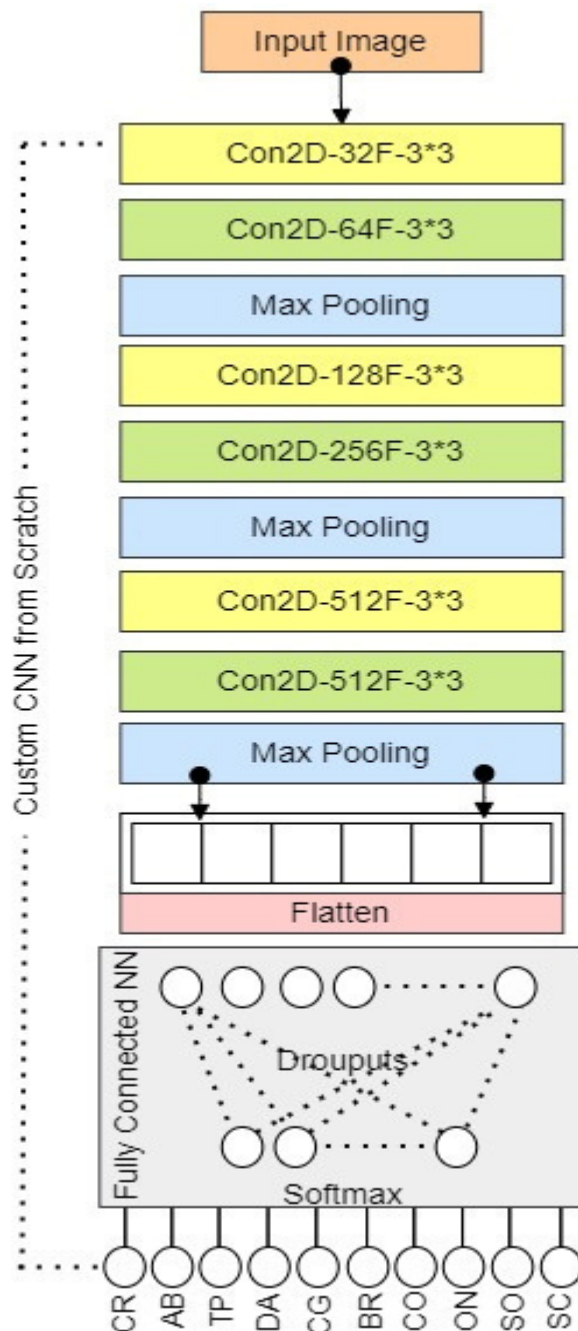 Input Image
Con2D-32F-3*3
Con2D-64F-3*3
Max Pooling
Con2D-128F-3*3
Con2D-256F-3*3
Max Pooling
Con2D-512F-3*3
Con2D-512F-3*3
Max Pooling
Custom CNN from Scratch
Flatten
Fully Connected NN
Drouputs
Softmax
CR
AB
TP
DA
CG
BR
CO
ON
SO
SC